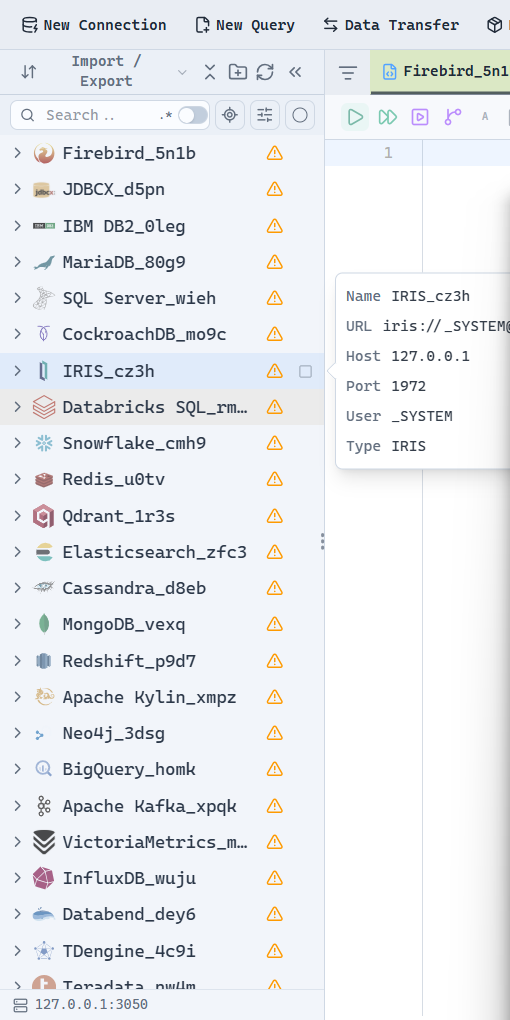 New Connection New Query Data Transfer
Import /
Export
Firebird_5n1
Search.. .*
A
1
Firebird_5n1b
JDBCX_d5pn
IBM DB2_0leg
MariaDB_80g9
SQL Server_wieh
CockroachDB_mo9c
IRIS_cz3h
Databricks SQL_rm…
Snowflake_cmh9
Redis_u0tv
Qdrant_1r3s
Elasticsearch_zfc3
Cassandra_d8eb
MongoDB_vexq
Redshift_p9d7
Apache Kylin_xmpz
Neo4j_3dsg
BigQuery_homk
Apache Kafka_xpqk
VictoriaMetrics_m…
InfluxDB_wuju
Databend_dey6
TDengine_4c9i
Teradata_nw4m
Name IRIS_cz3h
URL iris://_SYSTEM@
Host 127.0.0.1
Port 1972
User _SYSTEM
Type IRIS
127.0.0.1:3050